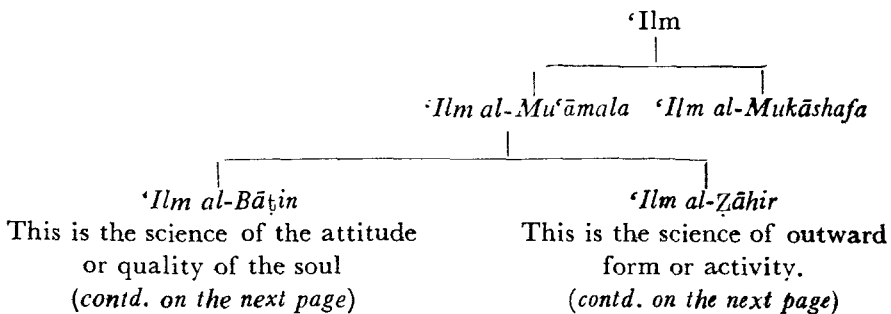 ‘Ilm
‘Ilm al-Mu‘āmala ‘Ilm al-Mukāshafa
‘Ilm al-Bāṭin ‘Ilm al-Ẓāhir
This is the science of the attitude This is the science of outward
or quality of the soul form or activity.
(contd. on the next page) (contd. on the next page)